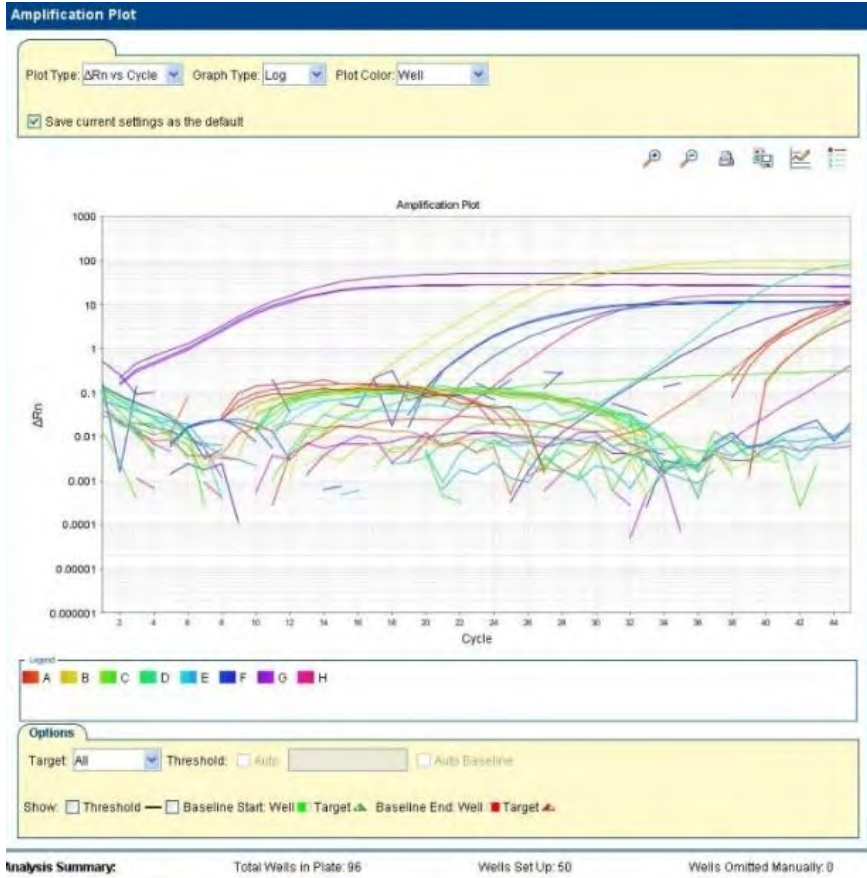 Amplification Plot
Plot Type: ΔRn vs Cycle Graph Type: Log Plot Color: Well
Save current settings as the default
Amplification Plot
1000
100
10
1
0.1
0.01
0.001
0.0001
0.00001
0.000001
ΔRn
2 4 6 8 10 12 14 16 18 20 22 24 26 28 30 32 34 36 38 40 42 44
Cycle
Legend
A B C D E F G H
Options
Target: All Threshold: Auto Auto Baseline
Show: Threshold Baseline Start: Well Target Baseline End: Well Target
Analysis Summary: Total Wells in Plate: 96 Wells Set Up: 50 Wells Omitted Manually: 0